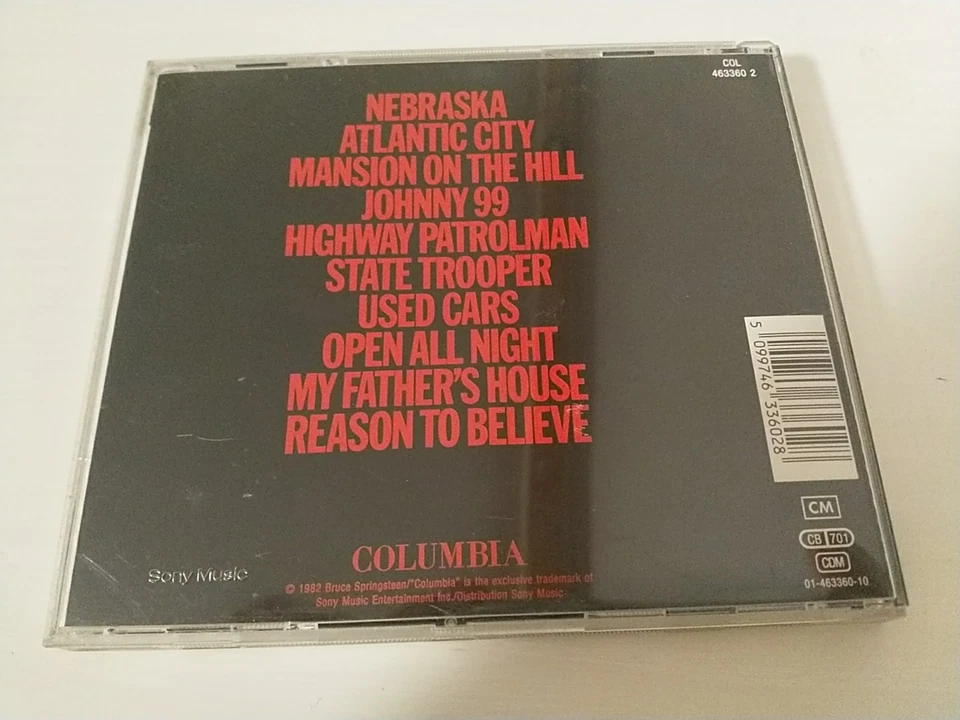 COL
463360 2
NEBRASKA
ATLANTIC CITY
MANSION ON THE HILL
JOHNNY 99
HIGHWAY PATROLMAN
STATE TROOPER
USED CARS
OPEN ALL NIGHT
MY FATHER'S HOUSE
REASON TO BELIEVE
5 099746 336028
CM
CB 701
CDM
01-463360-10
COLUMBIA
Sony Music
© 1982 Bruce Springsteen/"Columbia" is the exclusive trademark of
Sony Music Entertainment Inc./Distribution Sony Music